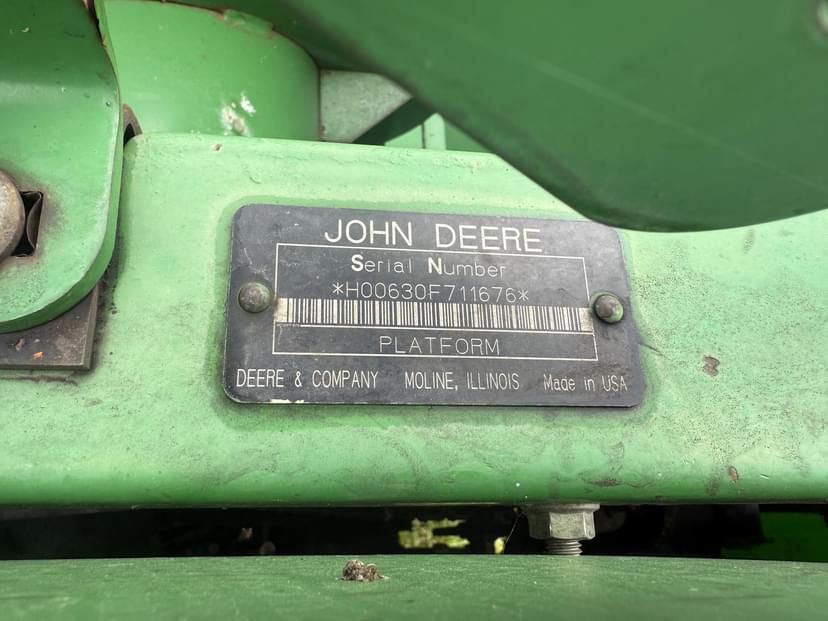 JOHN DEERE
Serial Number
*H00630F711676*
PLATFORM
DEERE & COMPANY MOLINE, ILLINOIS Made in USA